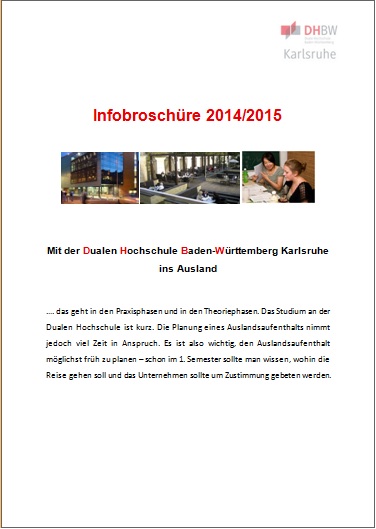 DHBW
Karlsruhe
Infobroschüre 2014/2015
Mit der Dualen Hochschule Baden-Württemberg Karlsruhe
ins Ausland
.... das geht in den Praxisphasen und in den Theoriephasen. Das Studium an der
Dualen Hochschule ist kurz. Die Planung eines Auslandsaufenthalts nimmt
jedoch viel Zeit in Anspruch. Es ist also wichtig, den Auslandsaufenthalt
möglichst früh zu planen – schon im 1. Semester sollte man wissen, wohin die
Reise gehen soll und das Unternehmen sollte um Zustimmung gebeten werden.